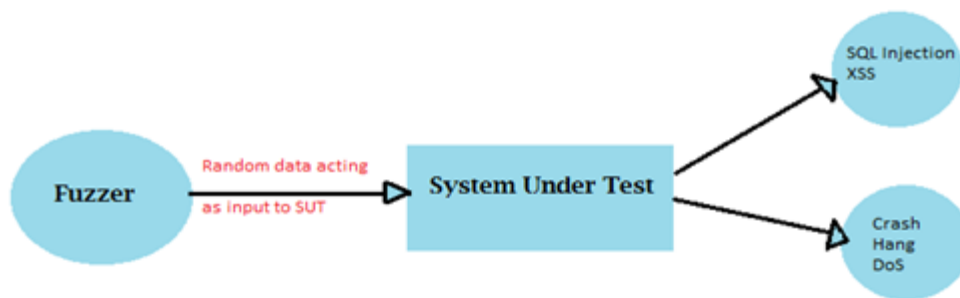 Fuzzer
Random data acting
as input to SUT
System Under Test
SQL Injection
XSS
Crash
Hang
DoS